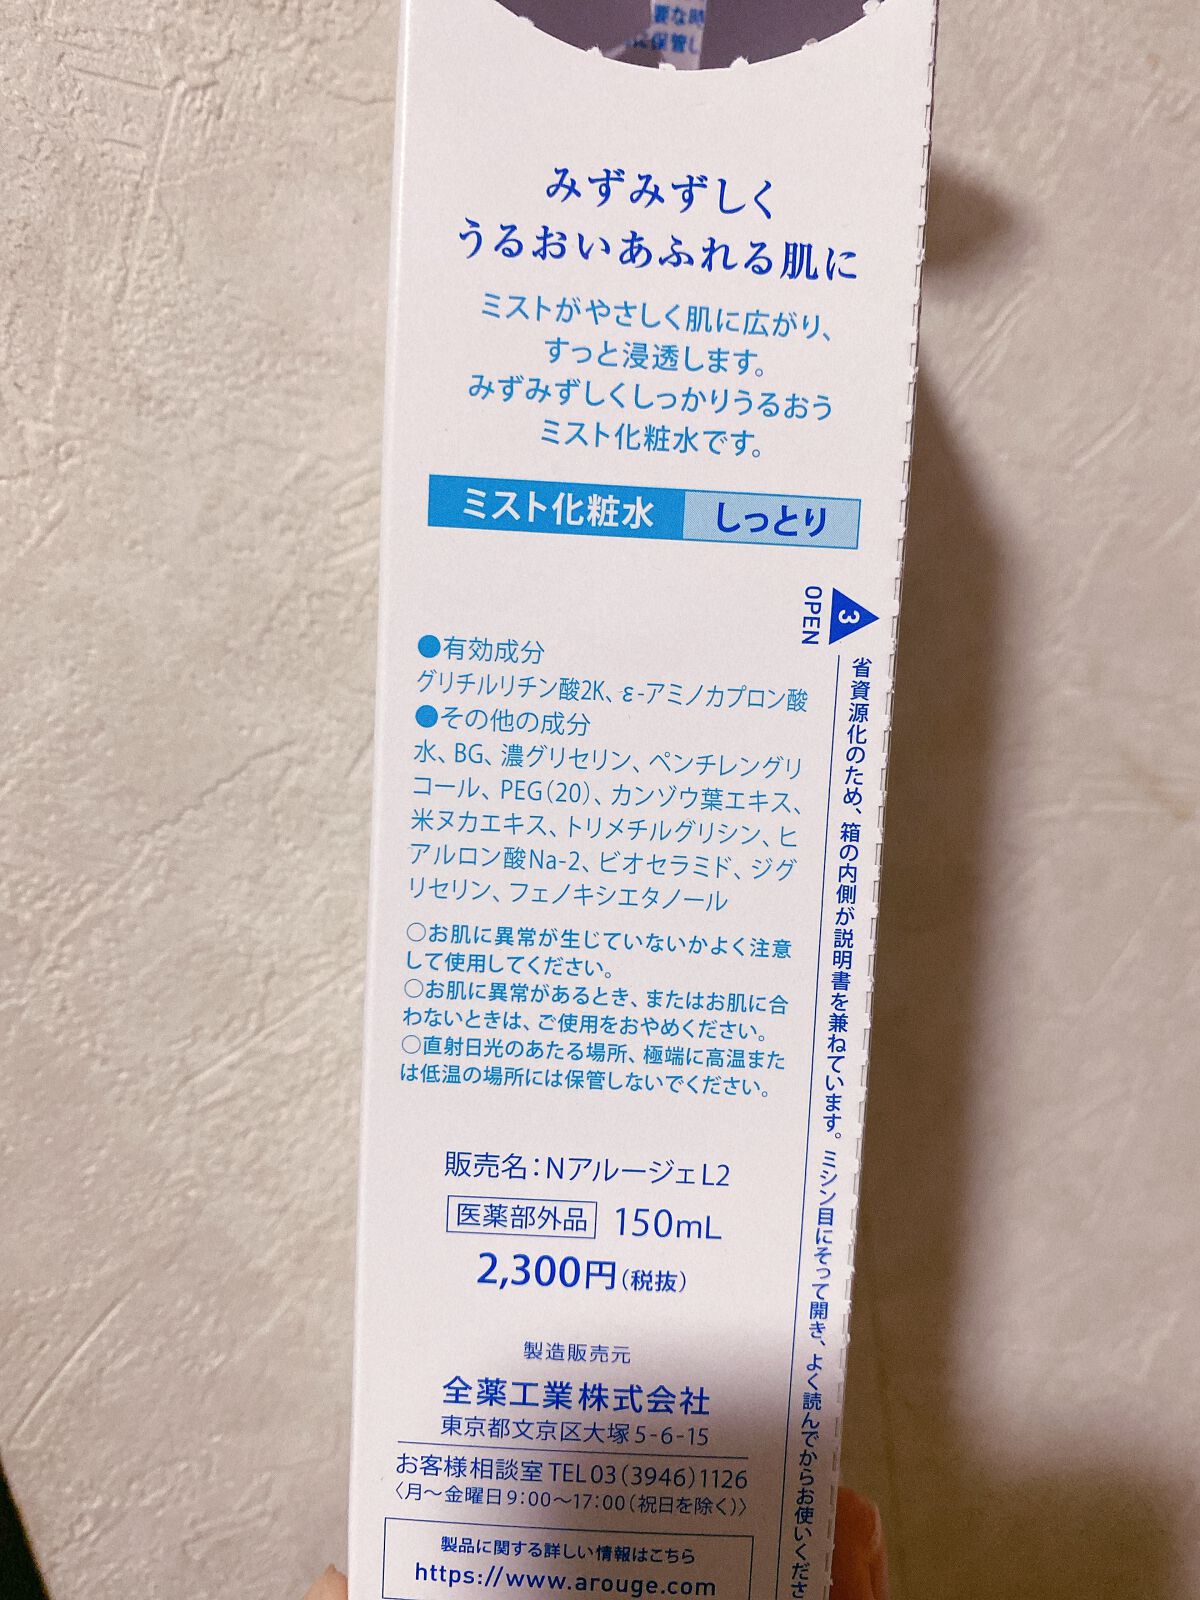 要な時
に保管し
みずみずしく
うるおいあふれる肌に
ミストがやさしく肌に広がり、
すっと浸透します。
みずみずしくしっかりうるおう
ミスト化粧水です。
ミスト化粧水 しっとり
3
OPEN
省資源化のため、箱の内側が説明書を兼ねています。ミシン目にそって開き、よく読んでからお使いくださ
●有効成分
グリチルリチン酸2K、ε-アミノカプロン酸
●その他の成分
水、BG、濃グリセリン、ペンチレングリ
コール、PEG(20)、カンゾウ葉エキス、
米ヌカエキス、トリメチルグリシン、ヒ
アルロン酸Na-2、ビオセラミド、ジグ
リセリン、フェノキシエタノール
○お肌に異常が生じていないかよく注意
して使用してください。
○お肌に異常があるとき、またはお肌に合
わないときは、ご使用をおやめください。
○直射日光のあたる場所、極端に高温また
は低温の場所には保管しないでください。
販売名：NアルージェL2
医薬部外品 150mL
2,300円(税抜)
製造販売元
全薬工業株式会社
東京都文京区大塚5-6-15
お客様相談室 TEL 03(3946)1126
〈月〜金曜日9:00〜17:00(祝日を除く)〉
製品に関する詳しい情報はこちら
https://www.arouge.com